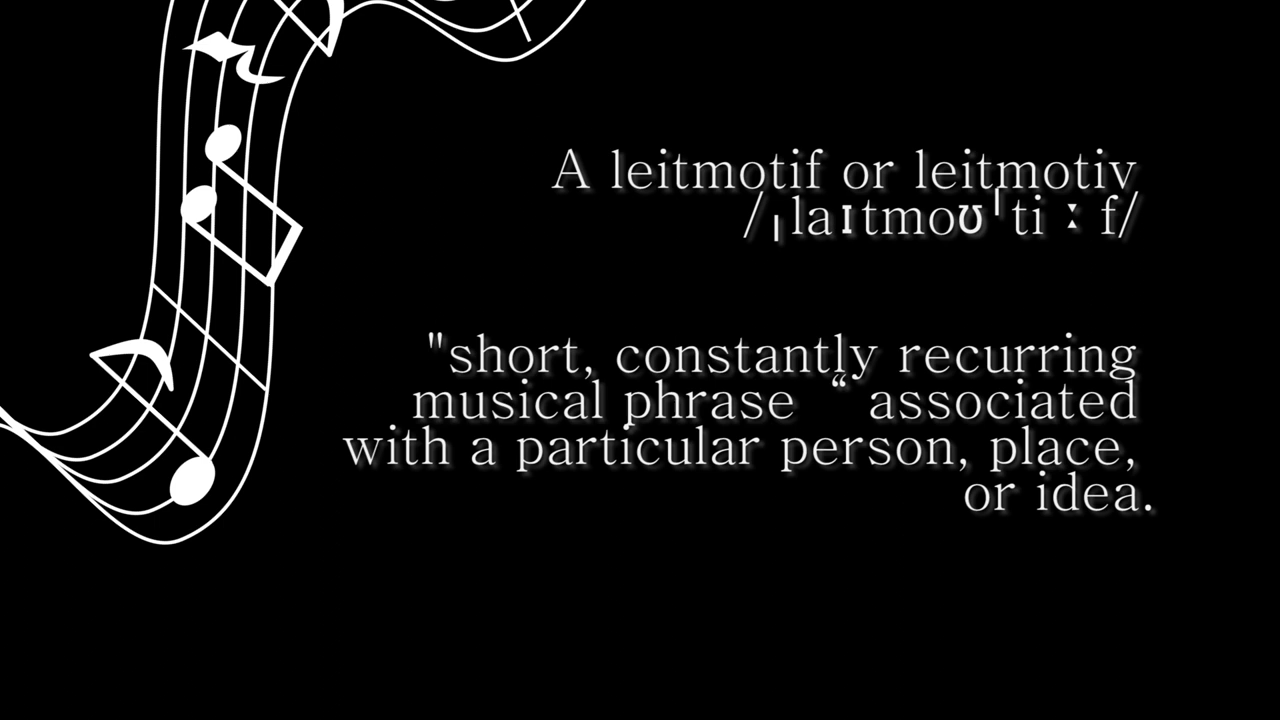 A leitmotif or leitmotiv
/ˌlaɪtmoʊˈtiːf/
"short, constantly recurring
musical phrase “ associated
with a particular person, place,
or idea.